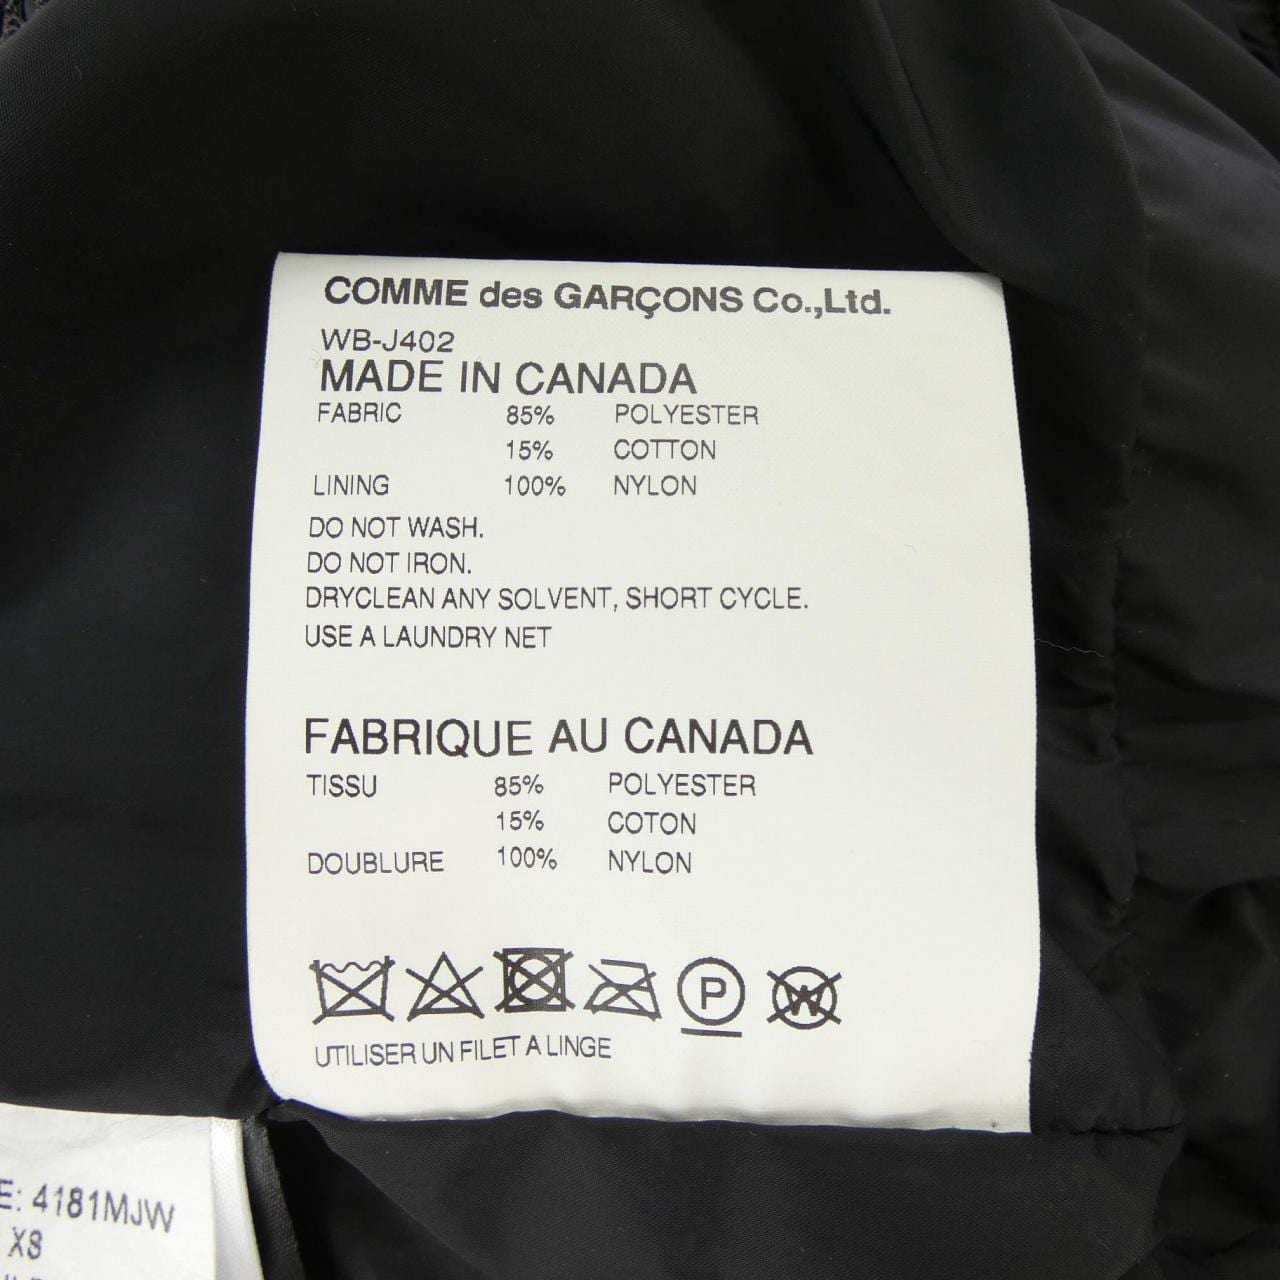 COMME des GARÇONS Co.,Ltd.
WB-J402
MADE IN CANADA
FABRIC 85% POLYESTER
15% COTTON
LINING 100% NYLON
DO NOT WASH.
DO NOT IRON.
DRYCLEAN ANY SOLVENT, SHORT CYCLE.
USE A LAUNDRY NET
FABRIQUE AU CANADA
TISSU 85% POLYESTER
15% COTON
DOUBLURE 100% NYLON
P W
UTILISER UN FILET A LINGE
E: 4181MJW
XS